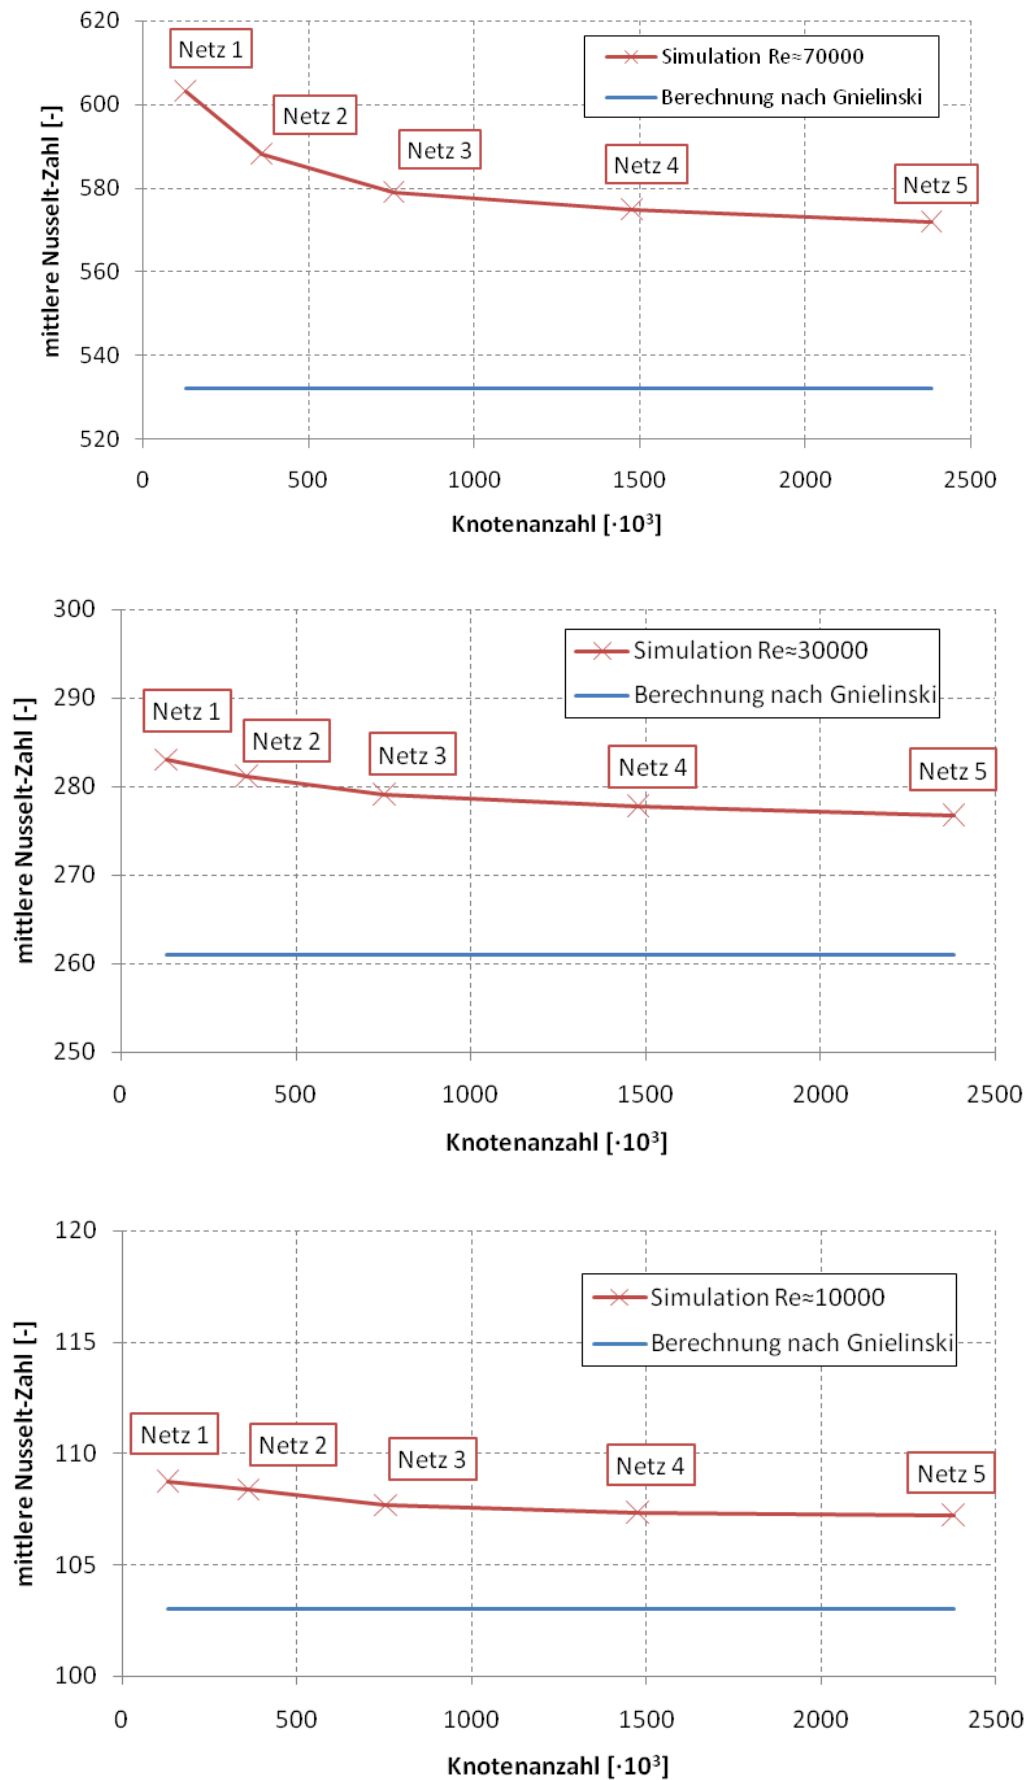 620
600
580
560
540
520
mittlere Nusselt-Zahl [-]
Netz 1
Netz 2
Netz 3
Netz 4
Netz 5
Simulation Re≈70000
Berechnung nach Gnielinski
0 500 1000 1500 2000 2500
Knotenanzahl [·10³]
300
290
280
270
260
250
mittlere Nusselt-Zahl [-]
Netz 1
Netz 2
Netz 3
Netz 4
Netz 5
Simulation Re≈30000
Berechnung nach Gnielinski
0 500 1000 1500 2000 2500
Knotenanzahl [·10³]
120
115
110
105
100
mittlere Nusselt-Zahl [-]
Netz 1
Netz 2
Netz 3
Netz 4
Netz 5
Simulation Re≈10000
Berechnung nach Gnielinski
0 500 1000 1500 2000 2500
Knotenanzahl [·10³]